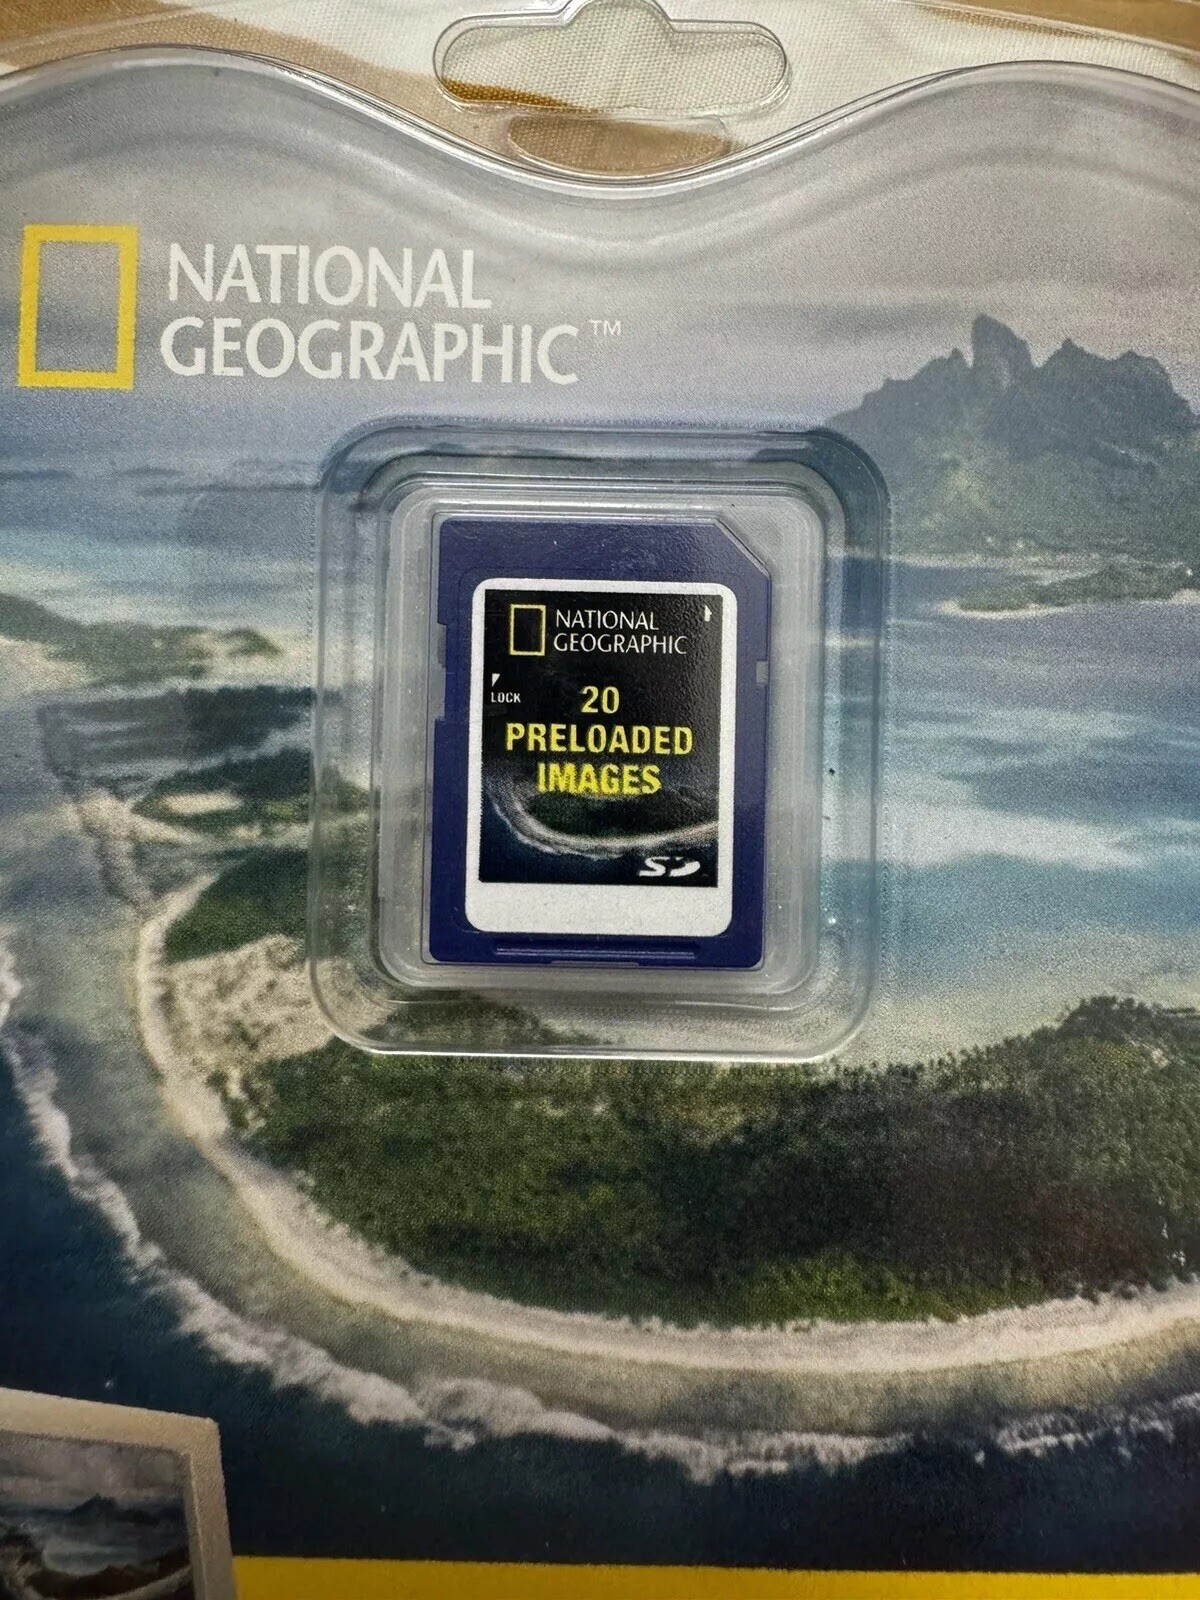 NATIONAL
GEOGRAPHIC™
NATIONAL
GEOGRAPHIC
LOCK
20
PRELOADED
IMAGES
SD